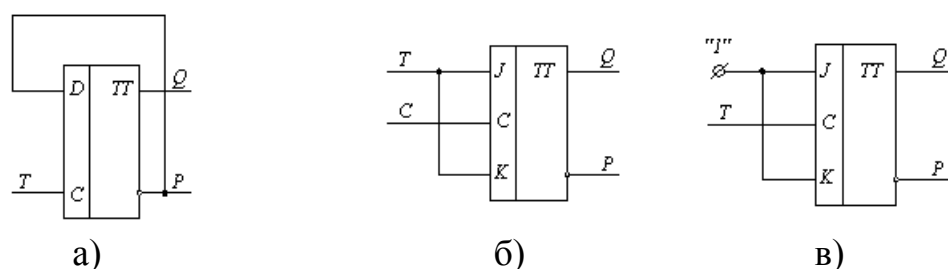 D TT Q
T C P
а)
T J TT Q
C C
K P
б)
"1" J TT Q
T C
K P
в)